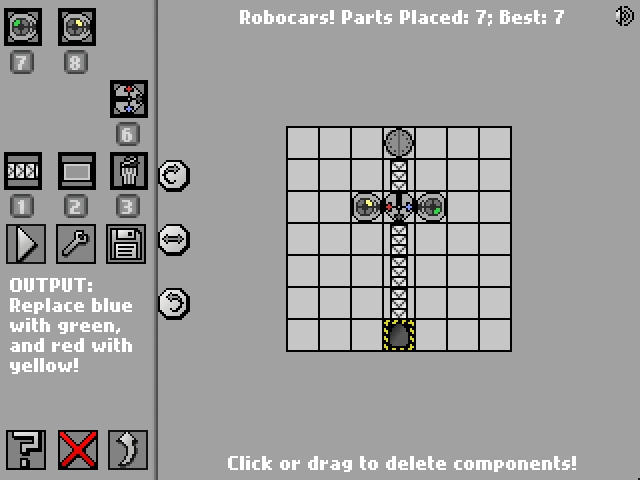 Robocars! Parts Placed: 7; Best: 7
7 8
6
1 2 3
OUTPUT:
Replace blue
with green,
and red with
yellow!
Click or drag to delete components!